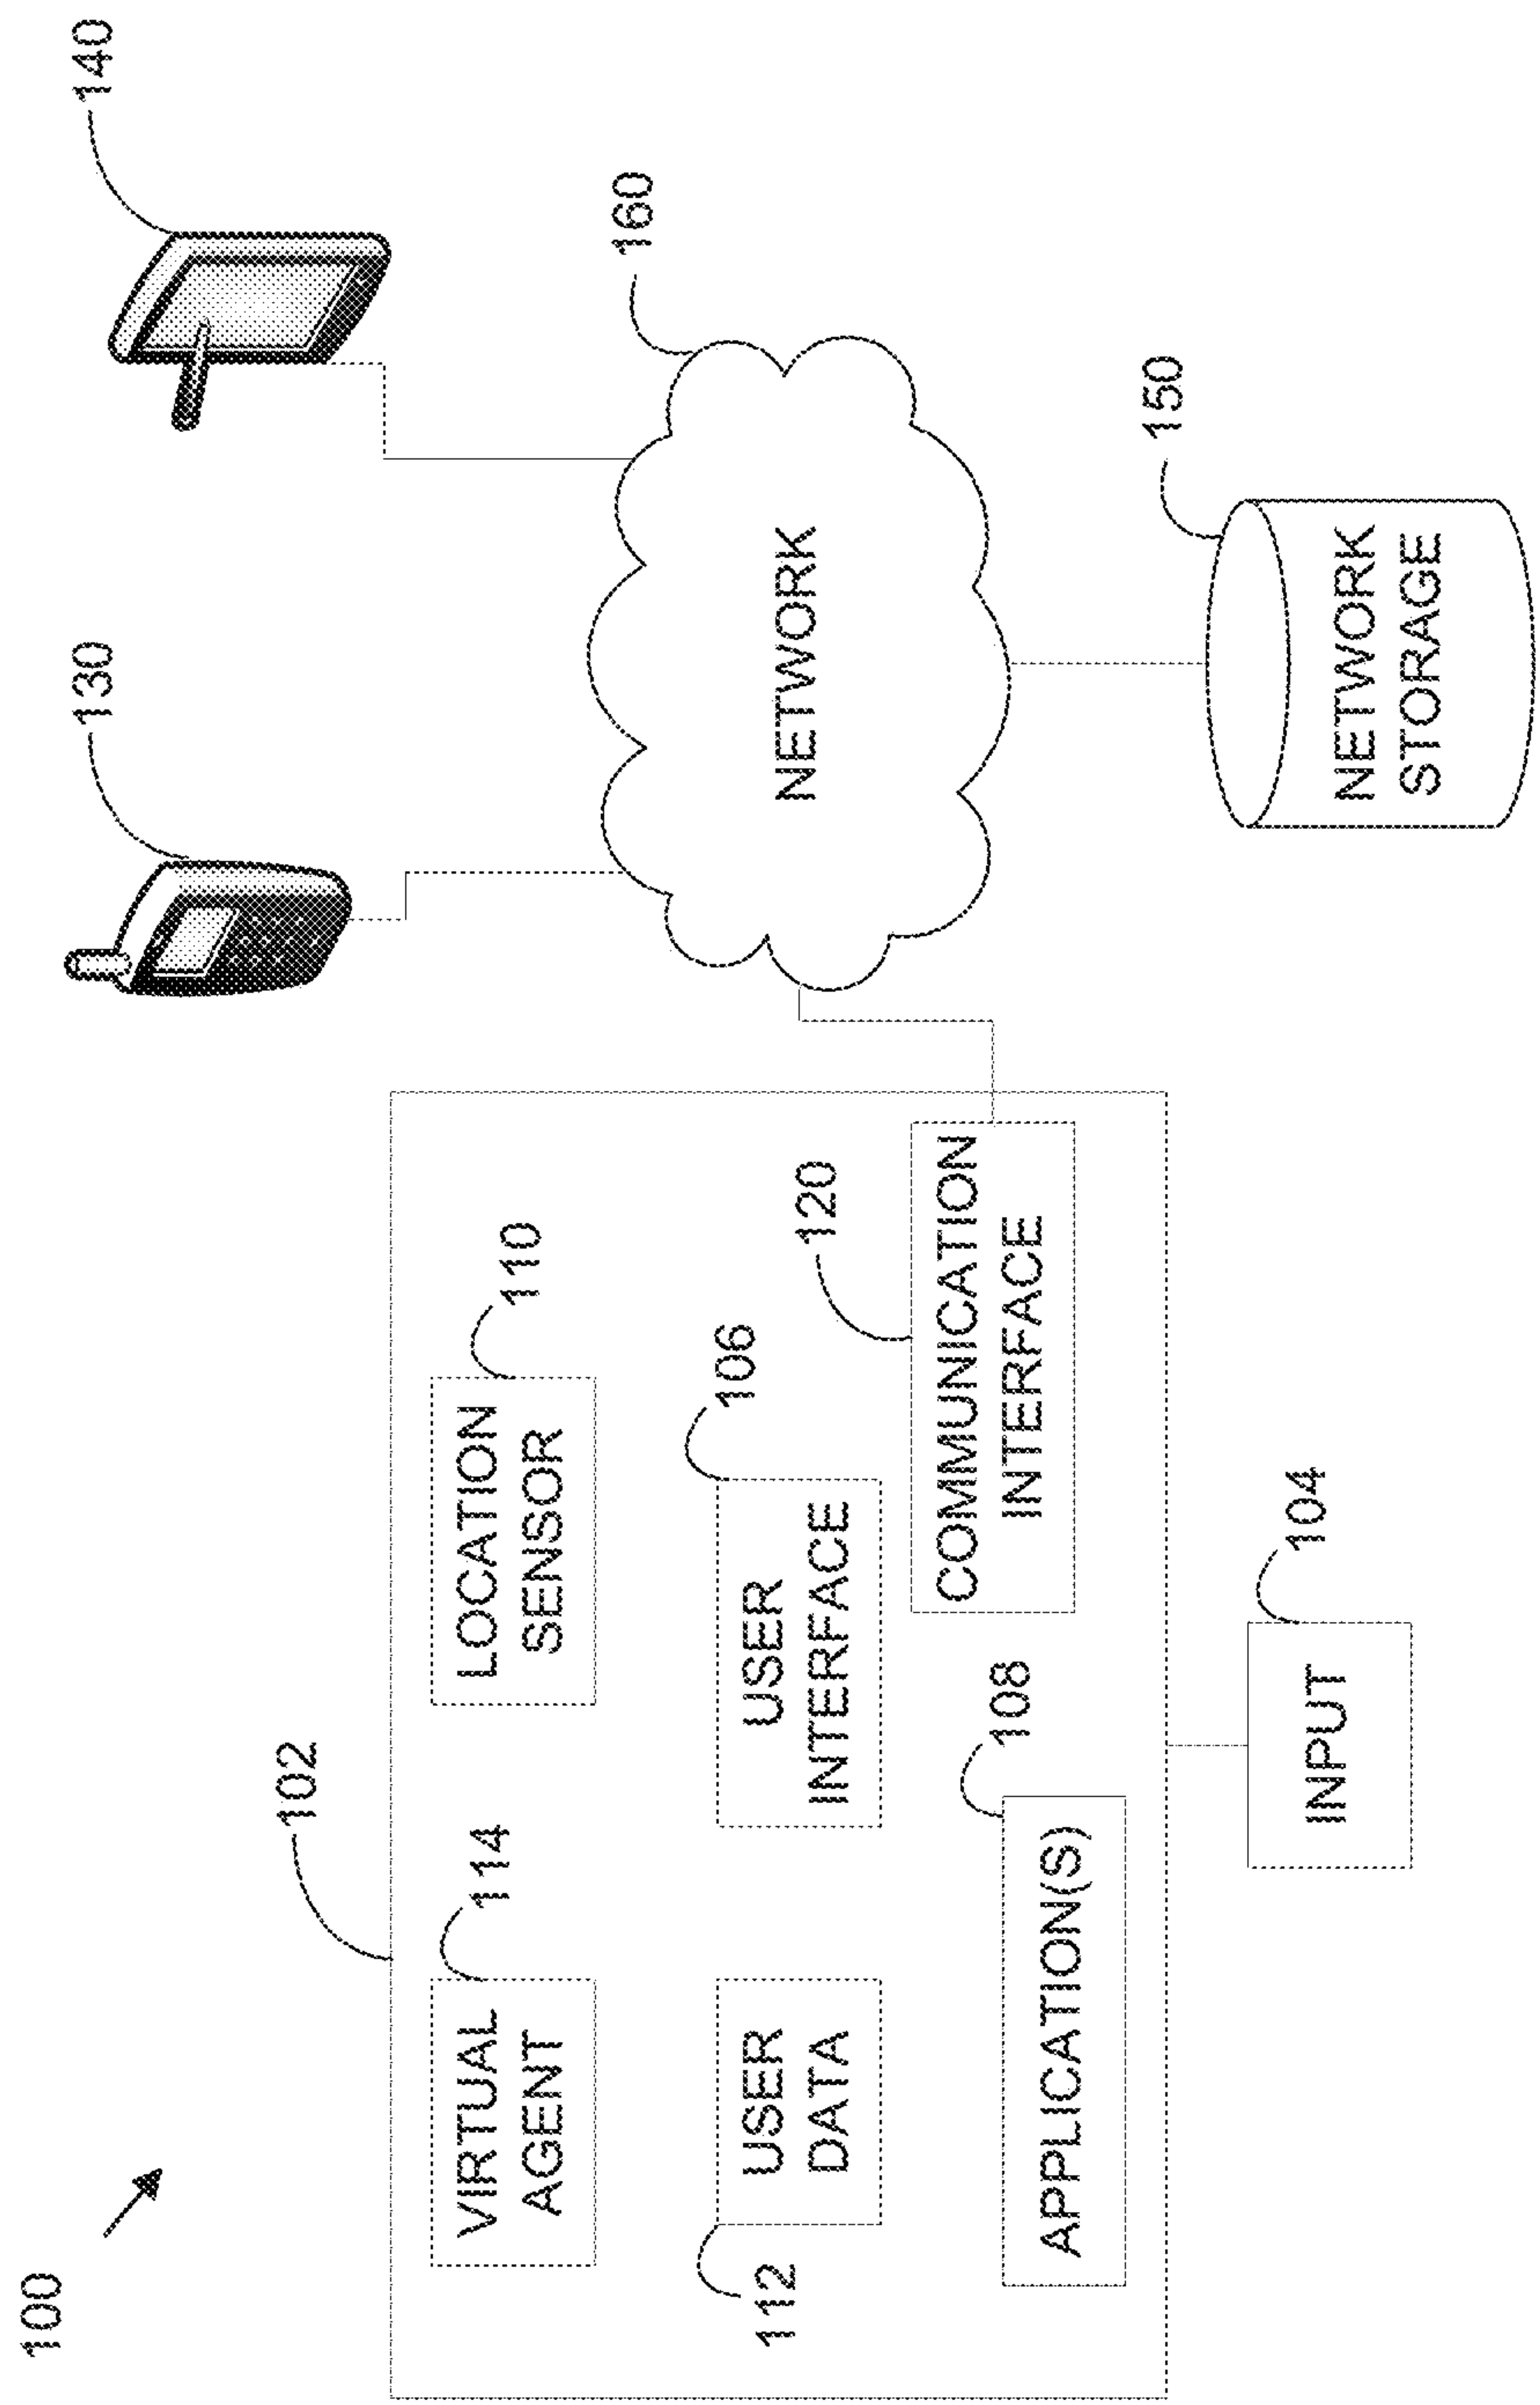 100
102
130
140
VIRTUAL
AGENT
114
LOCATION
SENSOR
110
160
112
USER
DATA
USER
INTERFACE
106
120
NETWORK
APPLICATION(S)
108
COMMUNICATION
INTERFACE
150
INPUT
104
NETWORK
STORAGE